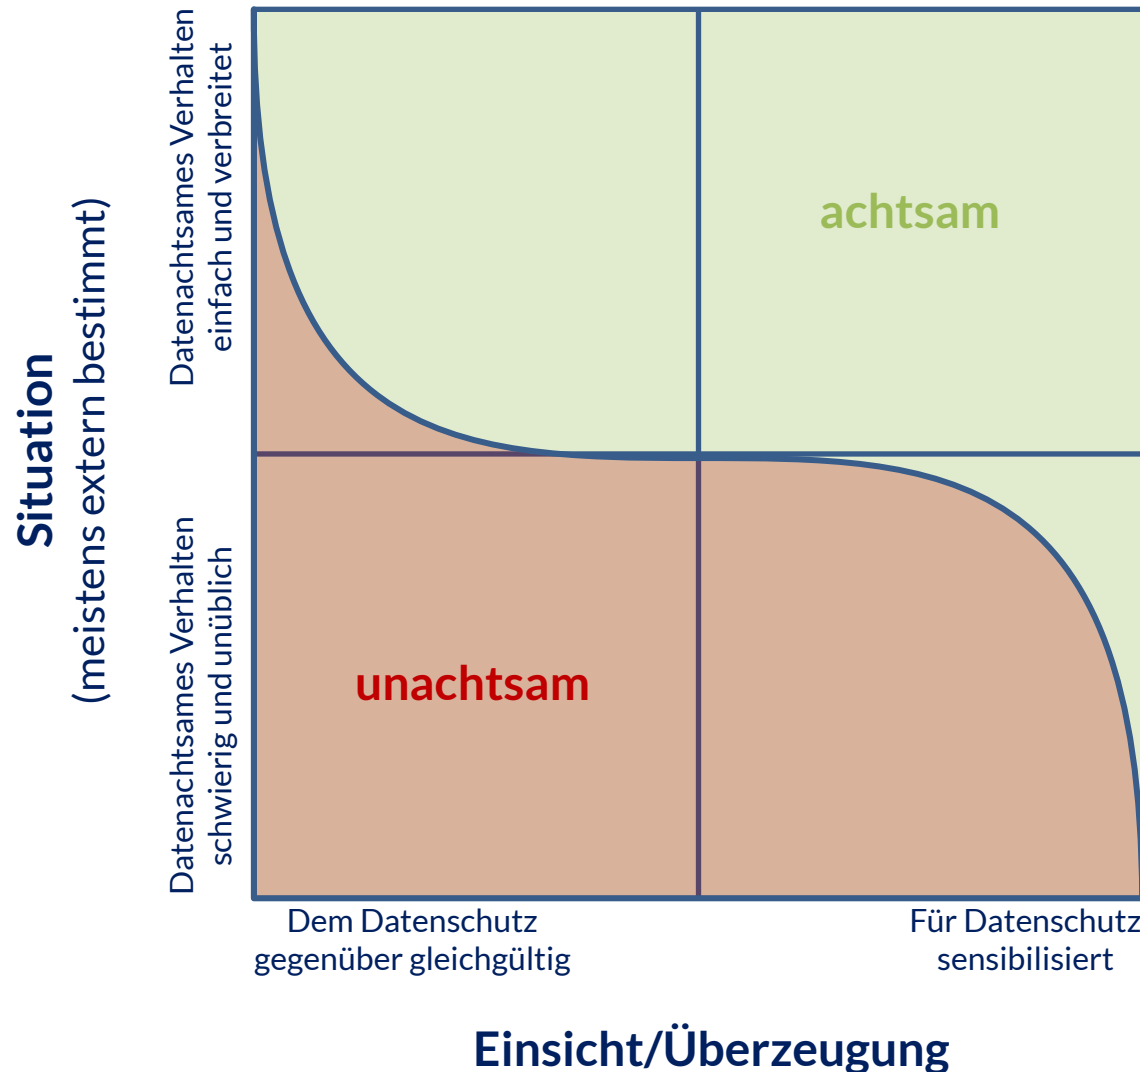 Situation
(meistens extern bestimmt)
Datenachtsames Verhalten
einfach und verbreitet
Datenachtsames Verhalten
schwierig und unüblich
achtsam
unachtsam
Dem Datenschutz
gegenüber gleichgültig
Für Datenschutz
sensibilisiert
Einsicht/Überzeugung